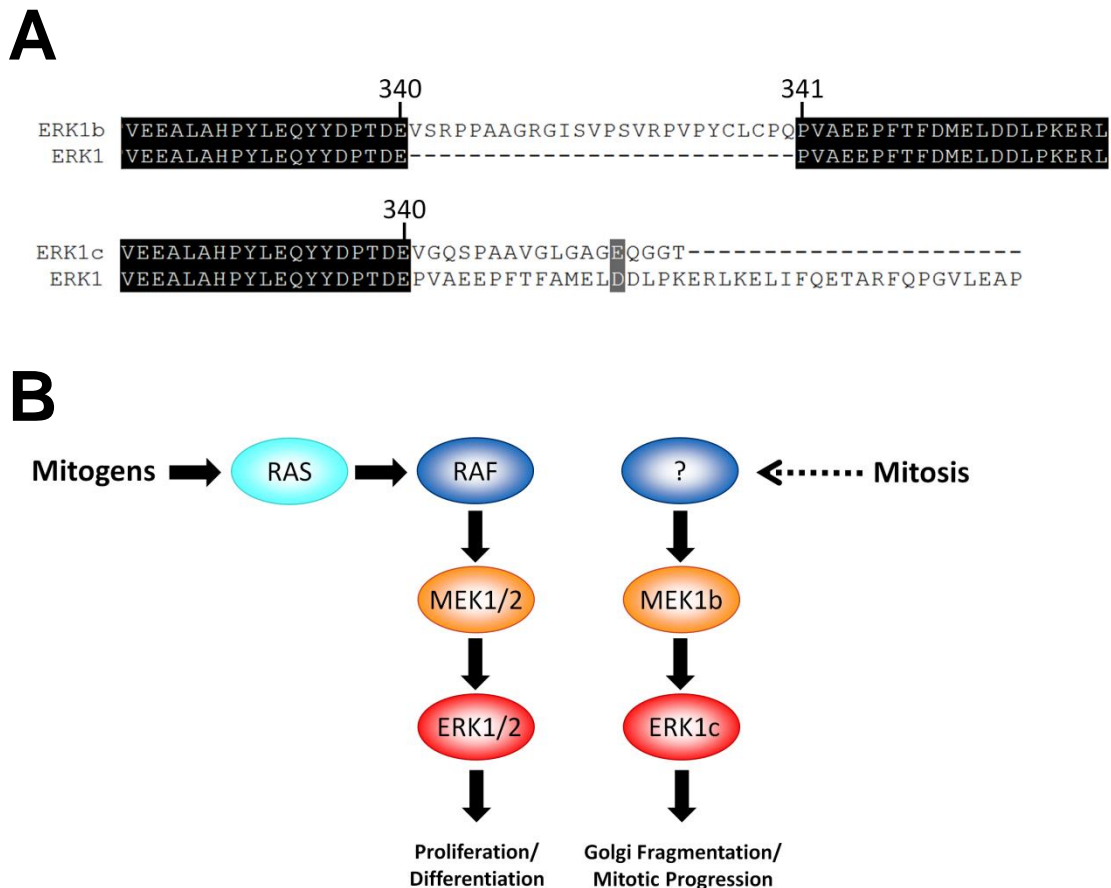 A
340 341
ERK1b VEEALAHPYLEQYYDPTDEVSRPPAAGRGISVPSVRPVPYCLCPQPVAEEPFTFDMELDDLPKERL
ERK1 VEEALAHPYLEQYYDPTDE--------------------------PVAEEPFTFDMELDDLPKERL
340
ERK1c VEEALAHPYLEQYYDPTDEVGQSPAAVGLGAGEQGGT-----------------------
ERK1 VEEALAHPYLEQYYDPTDEPVAEEPFTFAMELDDLPKERLKELIFQETARFQPGVLEAP
B
Mitogens RAS RAF ? Mitosis
MEK1/2 MEK1b
ERK1/2 ERK1c
Proliferation/ Golgi Fragmentation/
Differentiation Mitotic Progression